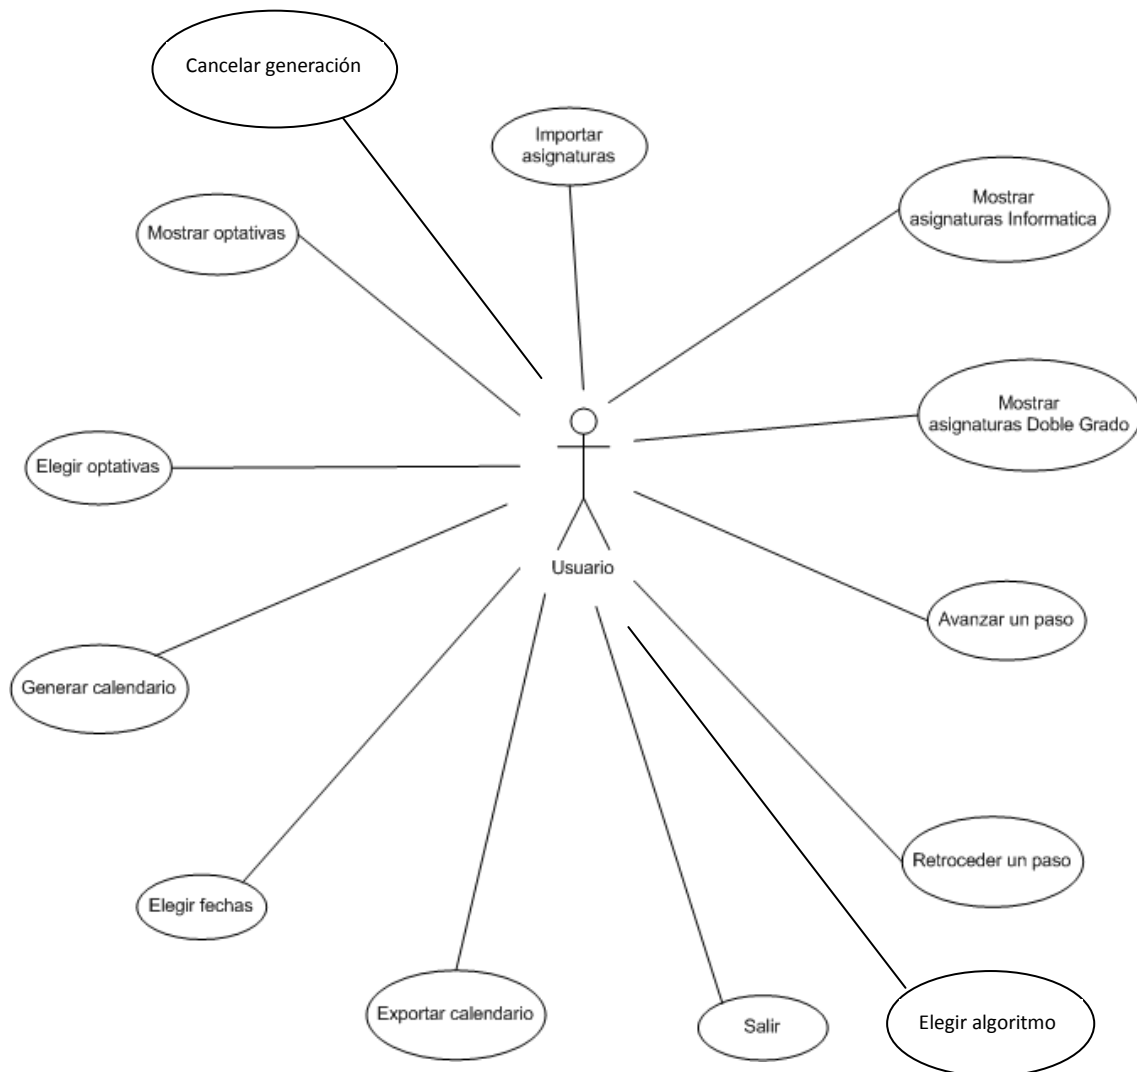 Cancelar generación
Importar
asignaturas
Mostrar
asignaturas Informatica
Mostrar optativas
Mostrar
asignaturas Doble Grado
Elegir optativas
Usuario
Avanzar un paso
Generar calendario
Retroceder un paso
Elegir fechas
Exportar calendario
Salir
Elegir algoritmo